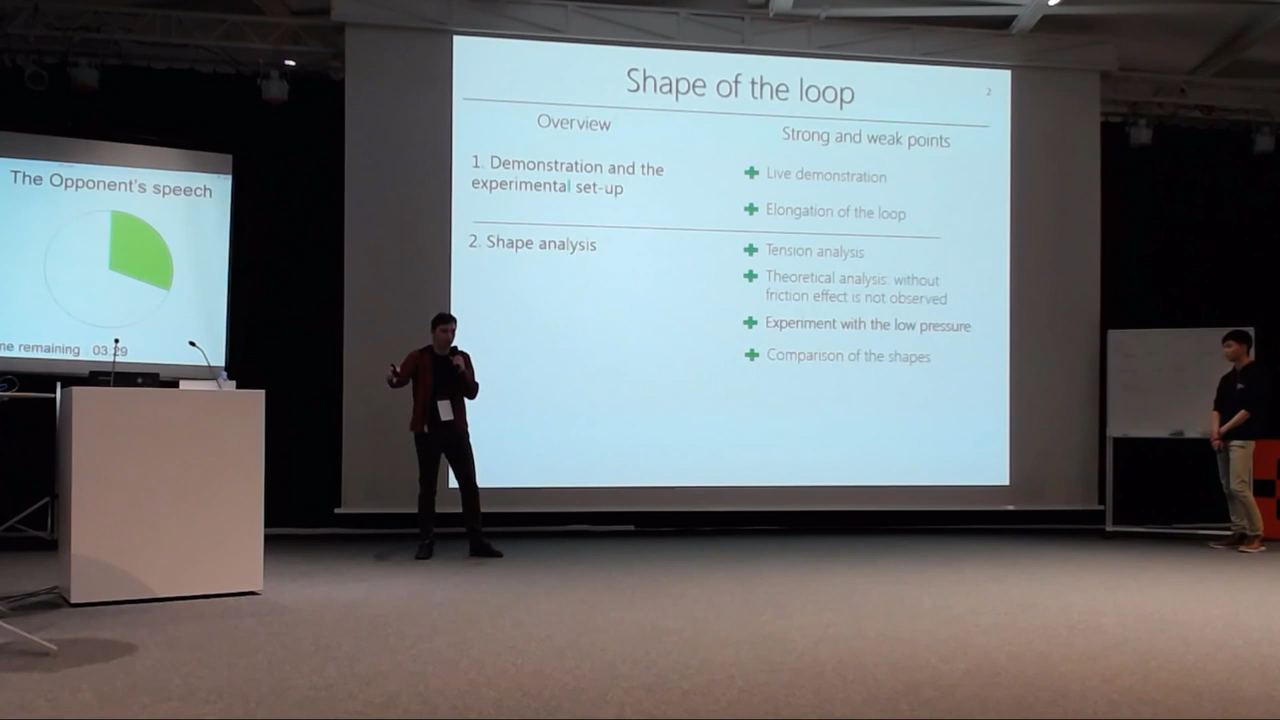 The Opponent's speech
me remaining 03:29
Shape of the loop
2
Overview
Strong and weak points
1. Demonstration and the
experimental set-up
Live demonstration
Elongation of the loop
2. Shape analysis
Tension analysis
Theoretical analysis: without
friction effect is not observed
Experiment with the low pressure
Comparison of the shapes